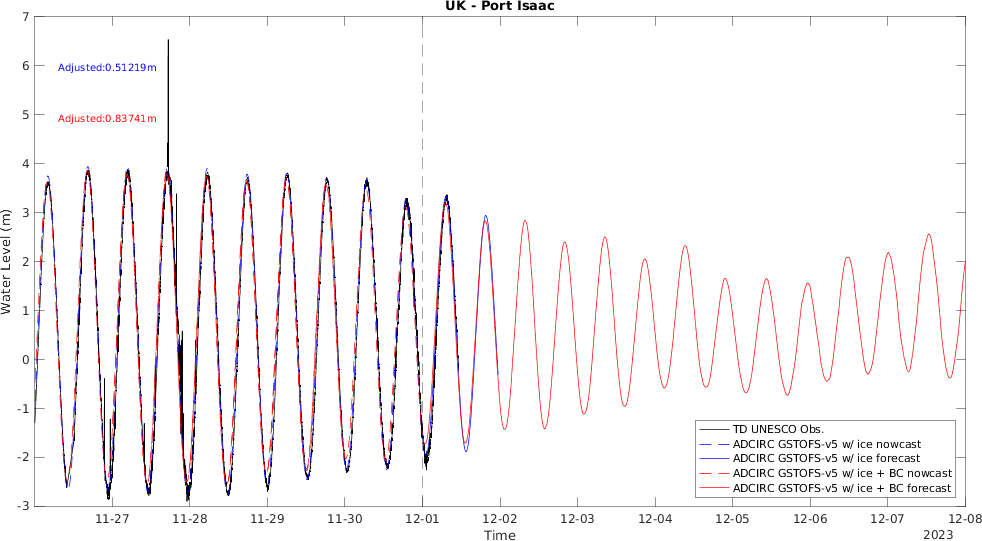 UK - Port Isaac
7
6
5
4
3
2
1
0
-1
-2
-3
Water Level (m)
Adjusted:0.51219m
Adjusted:0.83741m
TD UNESCO Obs.
ADCIRC GSTOFS-v5 w/ ice nowcast
ADCIRC GSTOFS-v5 w/ ice forecast
ADCIRC GSTOFS-v5 w/ ice + BC nowcast
ADCIRC GSTOFS-v5 w/ ice + BC forecast
11-27 11-28 11-29 11-30 12-01 12-02 12-03 12-04 12-05 12-06 12-07 12-08
Time
2023